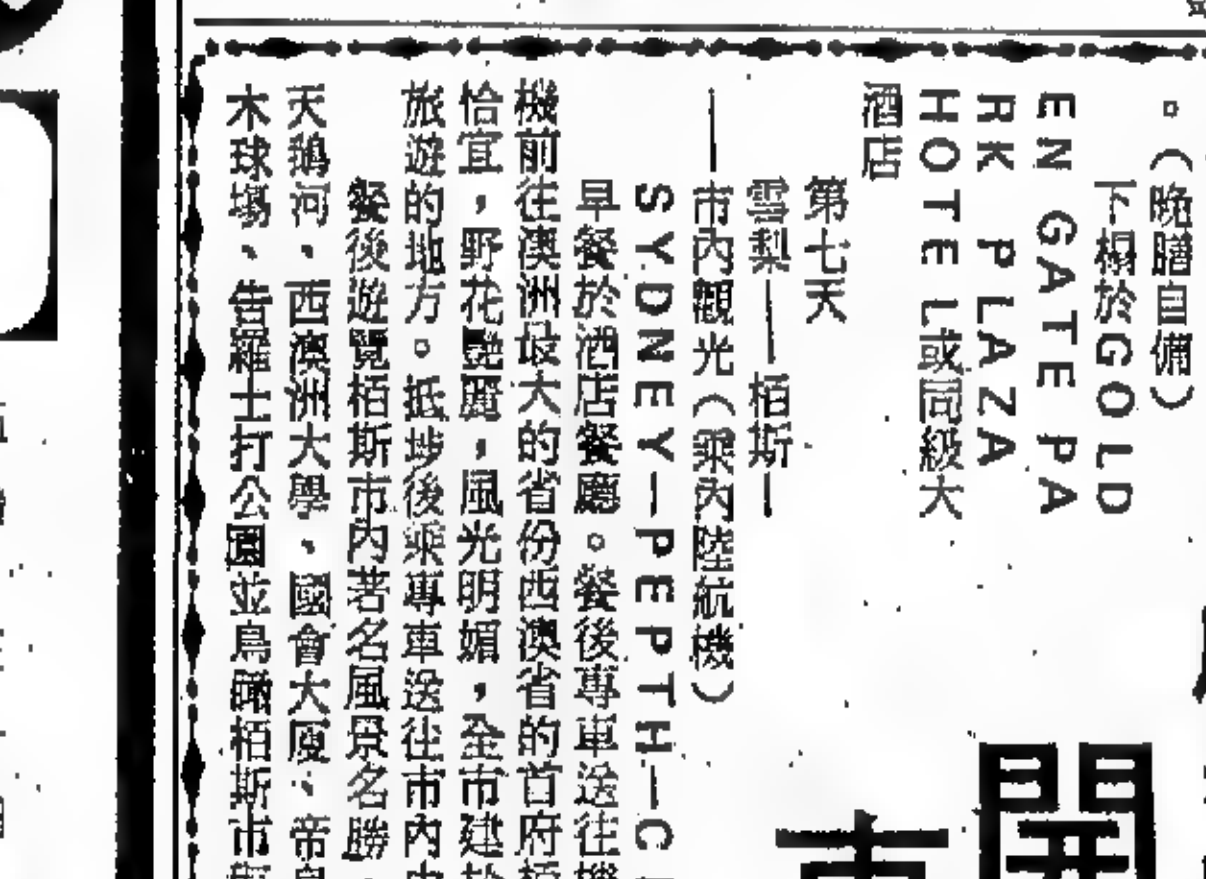 。（晚膳自備）
下榻於GOLD
EN GATE PA
RK PLAZA
HOTEL或同級大
酒店
第七天
雪梨——栢斯—
—市內觀光（乘內陸航機）
SYDNEY—PEPTH—C
早餐於酒店餐廳。餐後專車送往機
機前往澳洲最大的省份西澳省的首府栢
恰宜，野花艷麗，風光明媚，全市建於
旅遊的地方。抵埗後乘專車送往市內
餐後遊覽栢斯市內著名風景名勝
天鵝河、西澳洲大學、國會大廈、帝皇
木球場、告羅士打公園並鳥瞰栢斯市
開